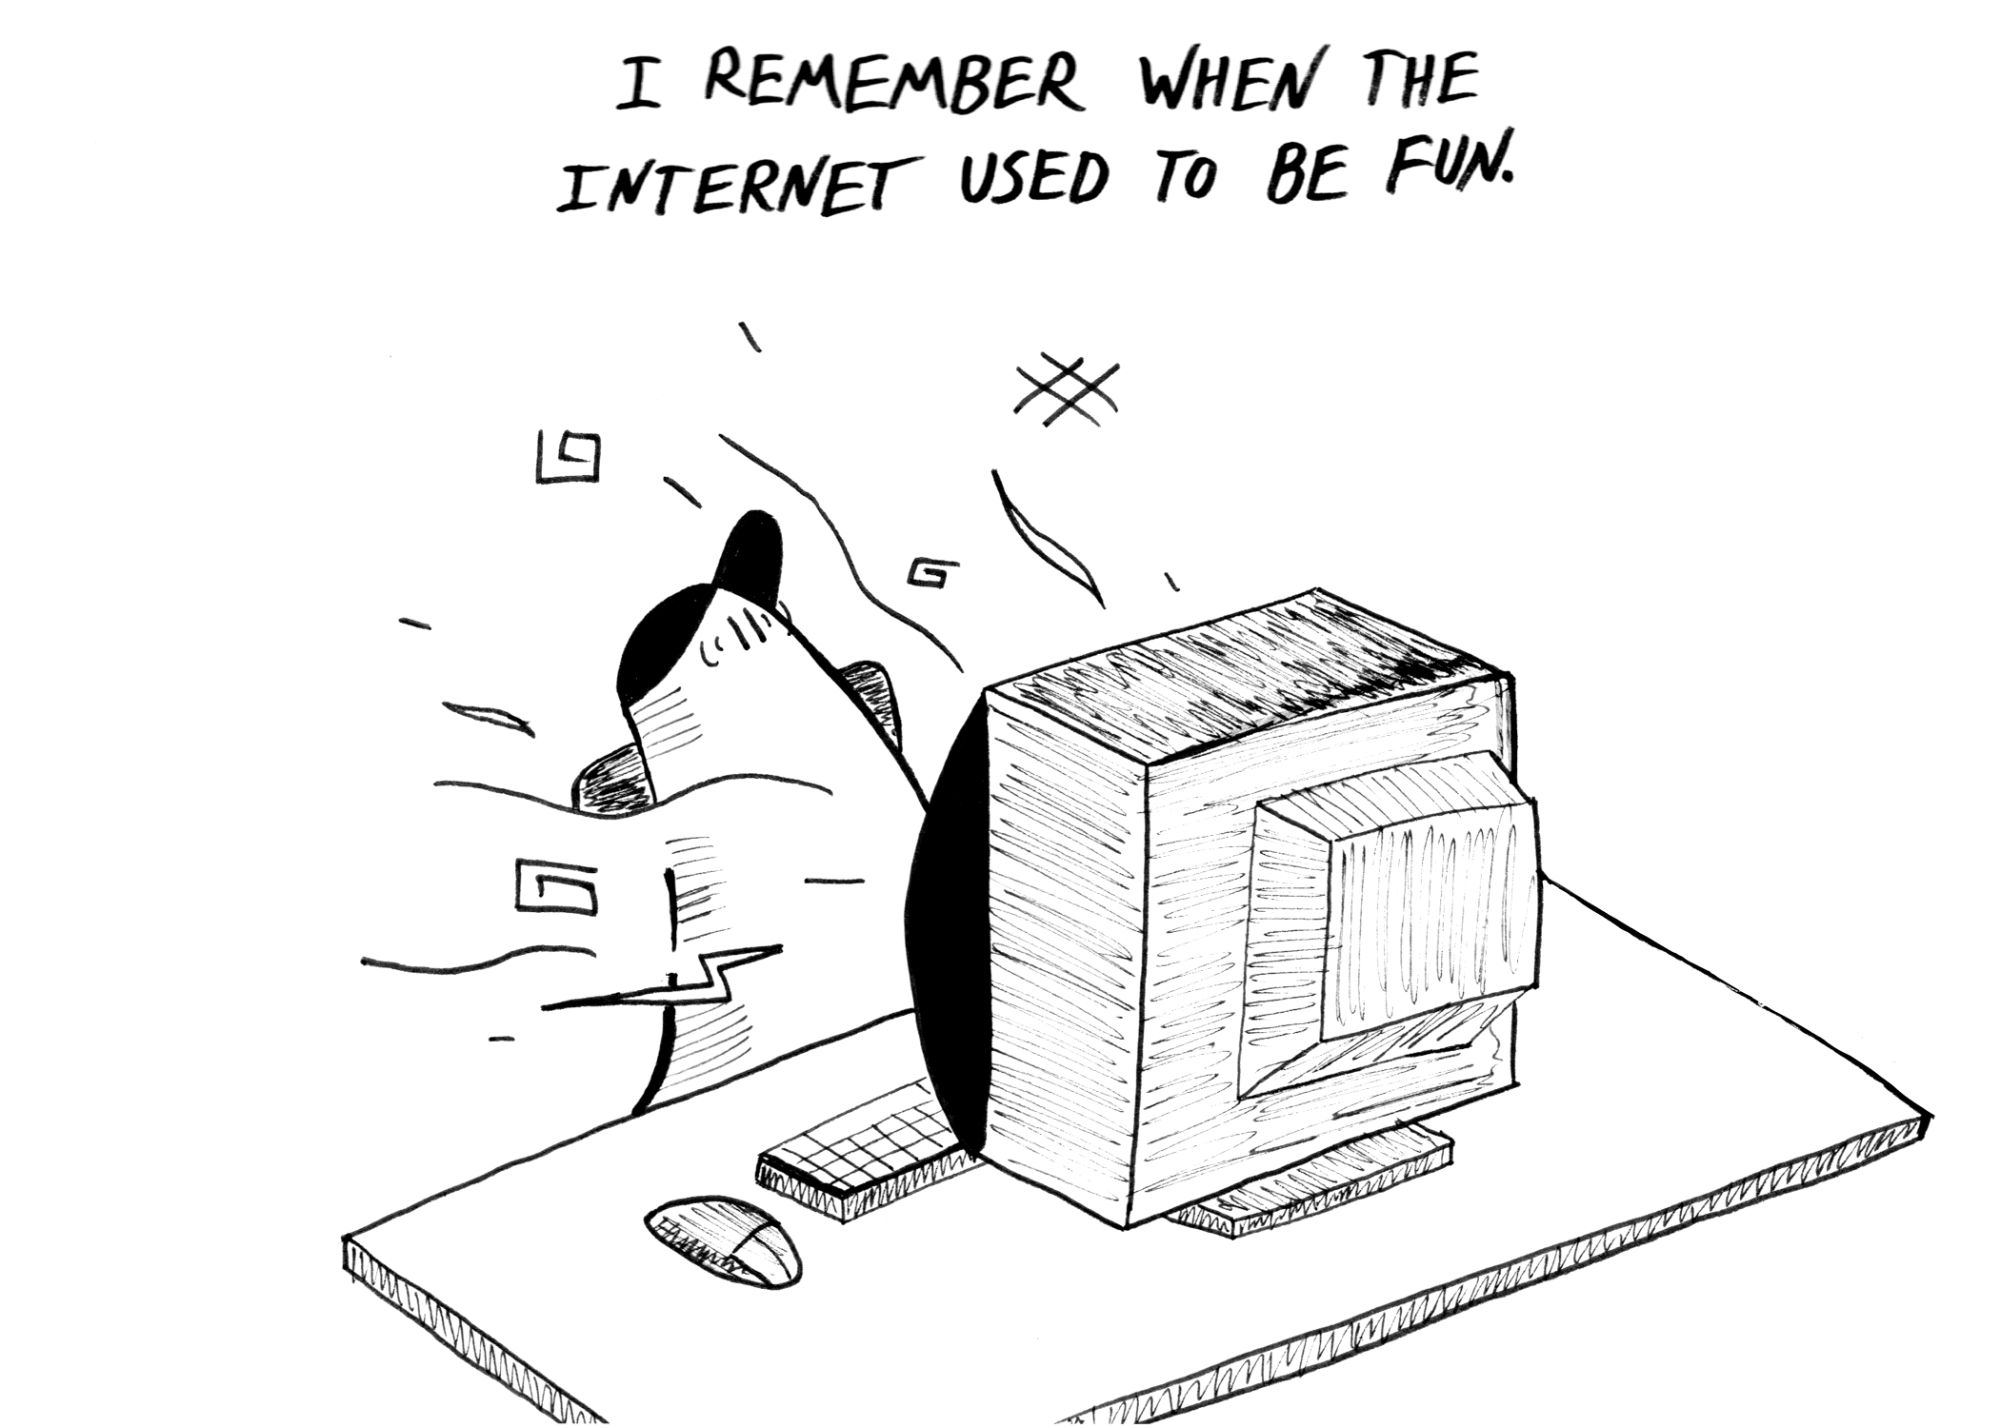 I REMEMBER WHEN THE
INTERNET USED TO BE FUN.